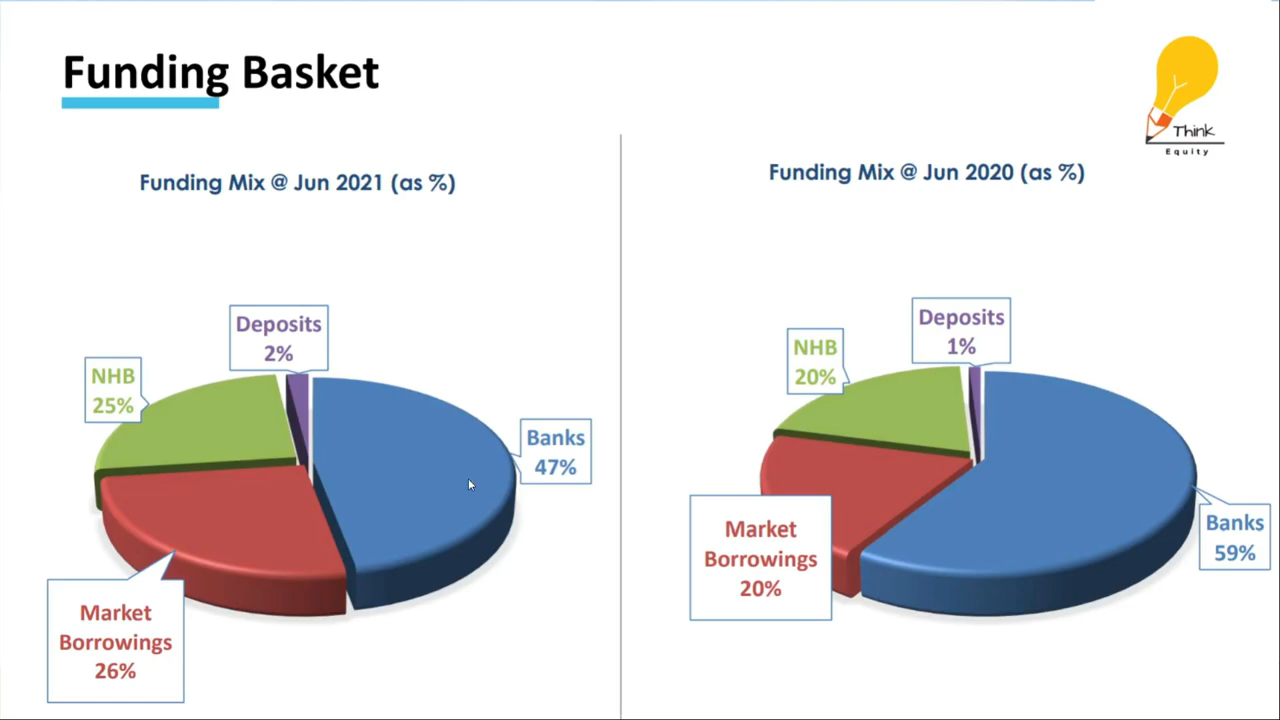 Funding Basket
Think
Equity
Funding Mix @ Jun 2021 (as %)
Deposits
2%
NHB
25%
Banks
47%
Market
Borrowings
26%
Funding Mix @ Jun 2020 (as %)
Deposits
1%
NHB
20%
Market
Borrowings
20%
Banks
59%